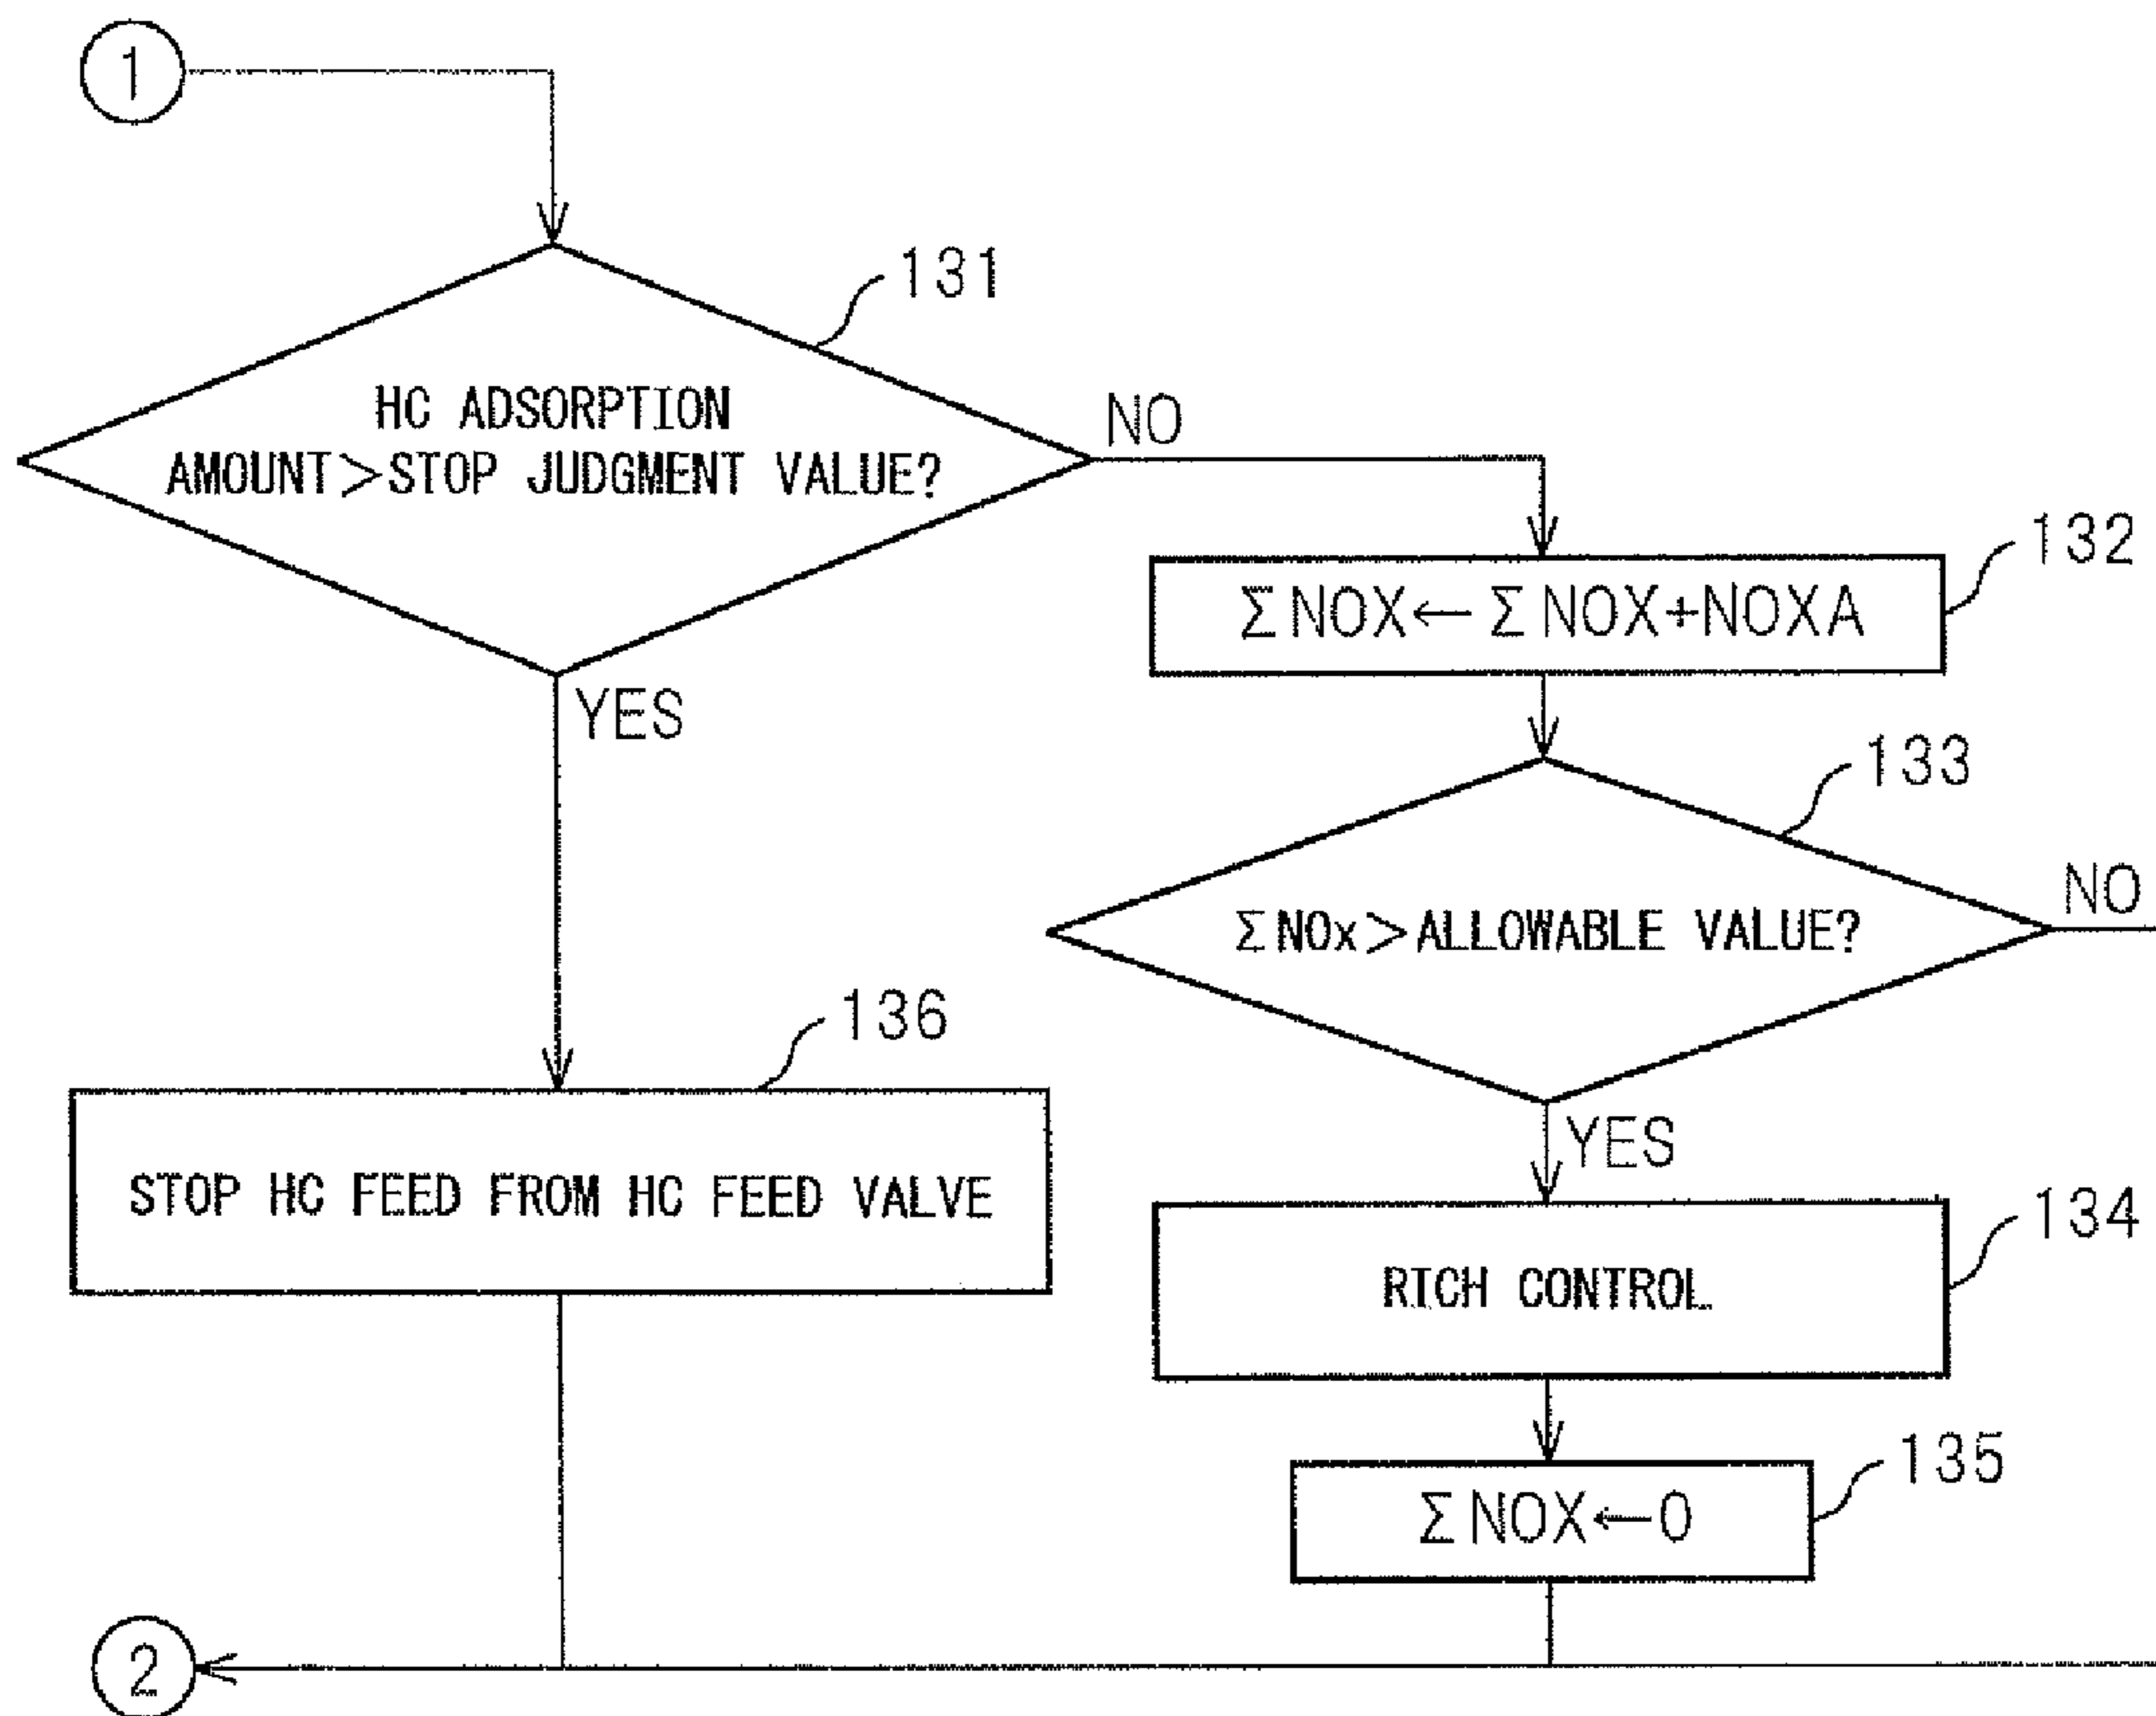 1
131
HC ADSORPTION
AMOUNT>STOP JUDGMENT VALUE?
NO
YES
132
ΣNOX←ΣNOX+NOXA
133
ΣNOx>ALLOWABLE VALUE?
NO
YES
136
STOP HC FEED FROM HC FEED VALVE
134
RICH CONTROL
135
ΣNOX←0
2